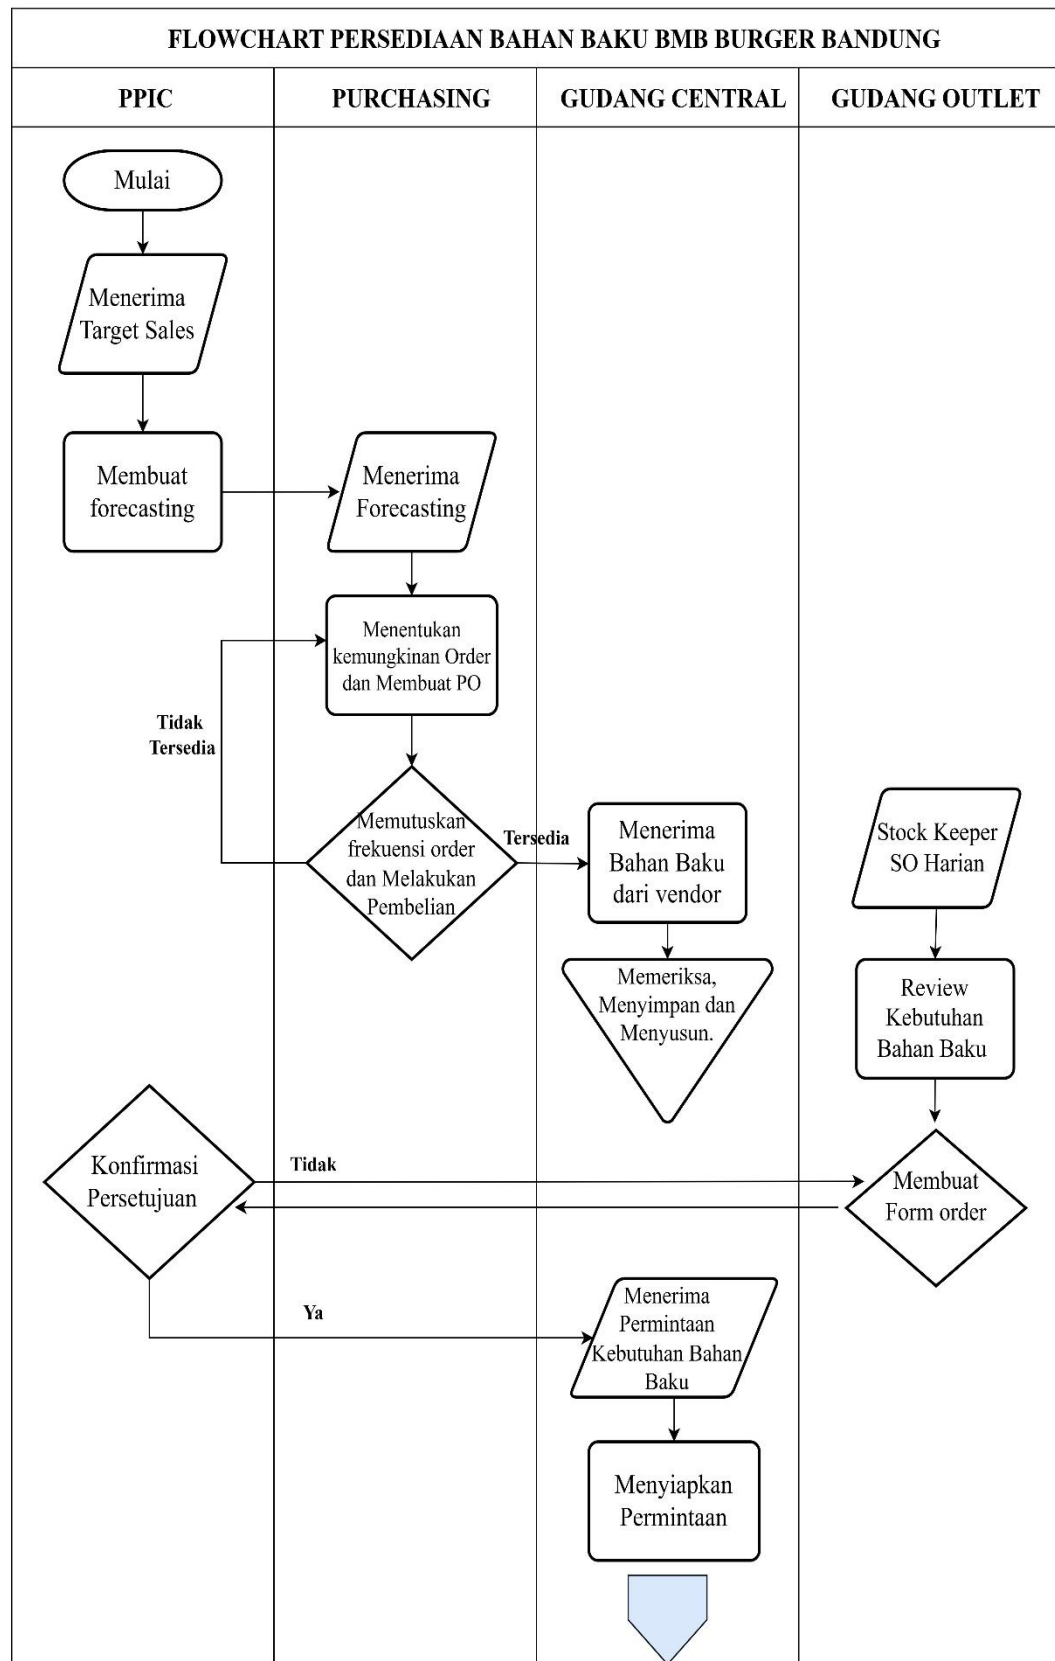 FLOWCHART PERSEDIAAN BAHAN BAKU BMB BURGER BANDUNG
PPIC
PURCHASING
GUDANG CENTRAL
GUDANG OUTLET
Mulai
Menerima
Target Sales
Membuat
forecasting
Menerima
Forecasting
Menentukan
kemungkinan Order
dan Membuat PO
Tidak
Tersedia
Memutuskan
frekuensi order
dan Melakukan
Pembelian
Tersedia
Menerima
Bahan Baku
dari vendor
Stock Keeper
SO Harian
Memeriksa,
Menyimpan dan
Menyusun.
Review
Kebutuhan
Bahan Baku
Konfirmasi
Persetujuan
Tidak
Membuat
Form order
Ya
Menerima
Permintaan
Kebutuhan Bahan
Baku
Menyiapkan
Permintaan